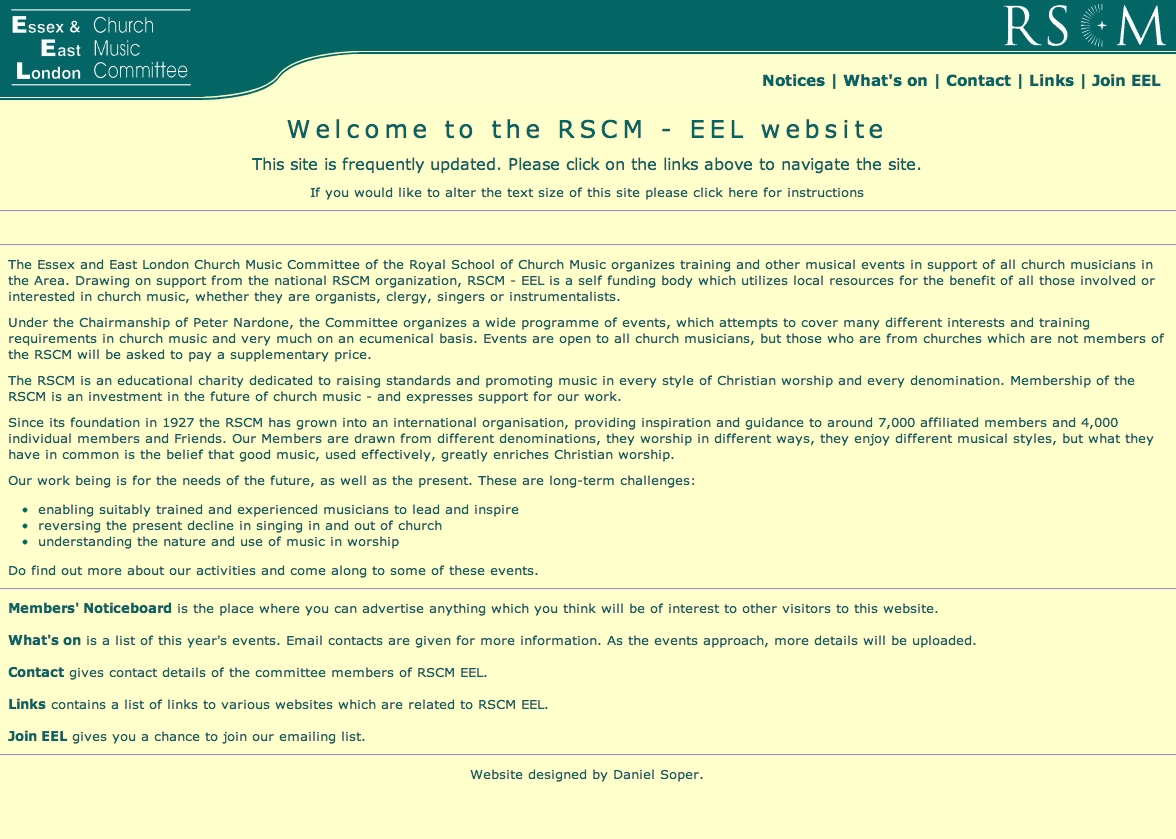 Essex & Church
East Music
London Committee
RSCM
Notices | What's on | Contact | Links | Join EEL
Welcome to the RSCM - EEL website
This site is frequently updated. Please click on the links above to navigate the site.
If you would like to alter the text size of this site please click here for instructions
The Essex and East London Church Music Committee of the Royal School of Church Music organizes training and other musical events in support of all church musicians in
the Area. Drawing on support from the national RSCM organization, RSCM - EEL is a self funding body which utilizes local resources for the benefit of all those involved or
interested in church music, whether they are organists, clergy, singers or instrumentalists.
Under the Chairmanship of Peter Nardone, the Committee organizes a wide programme of events, which attempts to cover many different interests and training
requirements in church music and very much on an ecumenical basis. Events are open to all church musicians, but those who are from churches which are not members of
the RSCM will be asked to pay a supplementary price.
The RSCM is an educational charity dedicated to raising standards and promoting music in every style of Christian worship and every denomination. Membership of the
RSCM is an investment in the future of church music - and expresses support for our work.
Since its foundation in 1927 the RSCM has grown into an international organisation, providing inspiration and guidance to around 7,000 affiliated members and 4,000
individual members and Friends. Our Members are drawn from different denominations, they worship in different ways, they enjoy different musical styles, but what they
have in common is the belief that good music, used effectively, greatly enriches Christian worship.
Our work being is for the needs of the future, as well as the present. These are long-term challenges:
• enabling suitably trained and experienced musicians to lead and inspire
• reversing the present decline in singing in and out of church
• understanding the nature and use of music in worship
Do find out more about our activities and come along to some of these events.
Members' Noticeboard is the place where you can advertise anything which you think will be of interest to other visitors to this website.
What's on is a list of this year's events. Email contacts are given for more information. As the events approach, more details will be uploaded.
Contact gives contact details of the committee members of RSCM EEL.
Links contains a list of links to various websites which are related to RSCM EEL.
Join EEL gives you a chance to join our emailing list.
Website designed by Daniel Soper.